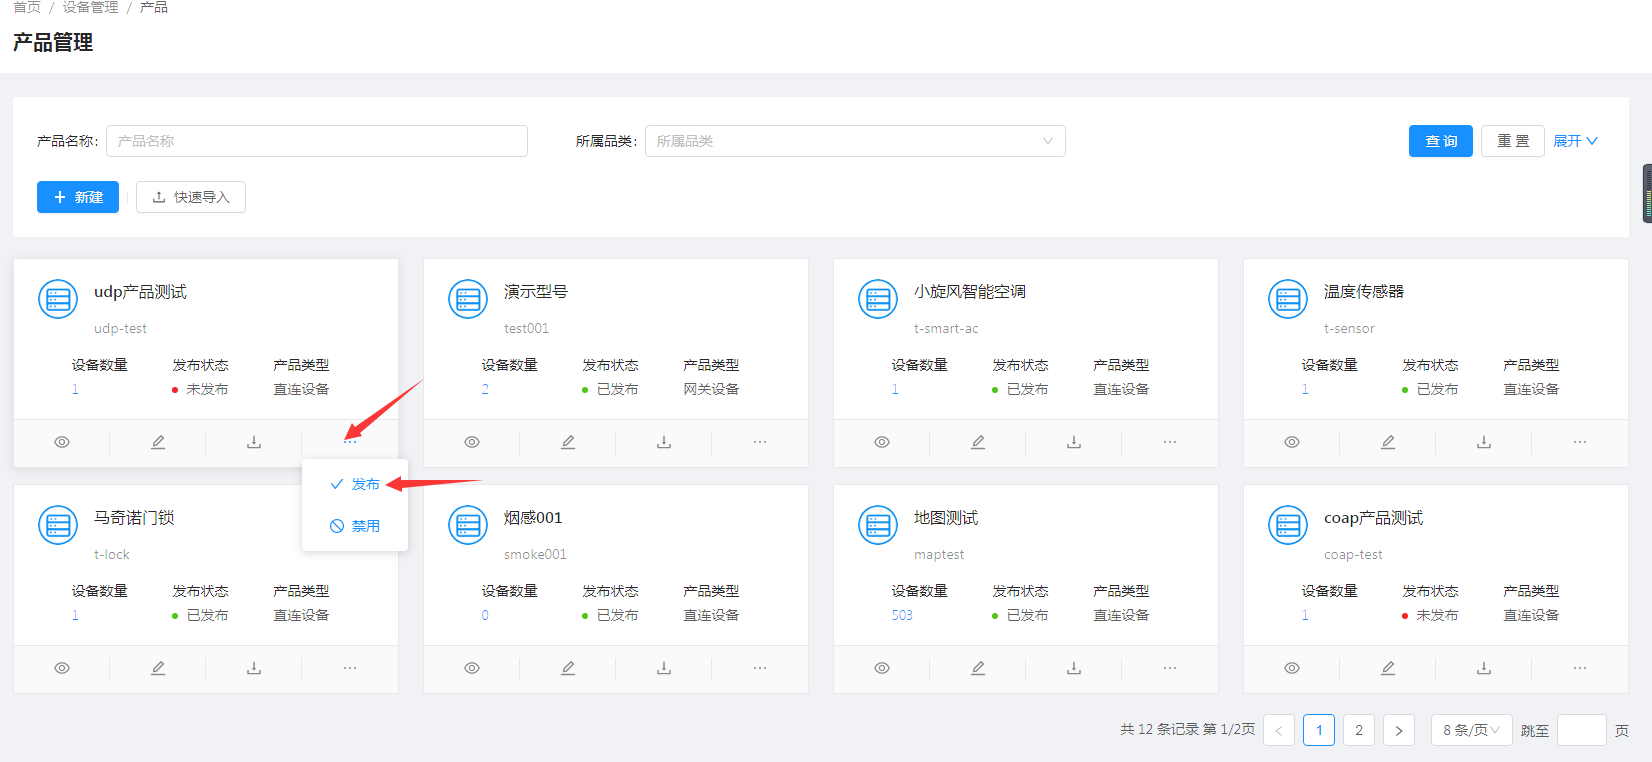 首页 / 设备管理 / 产品
产品管理
产品名称: 产品名称 所属品类: 所属品类 查 询 重 置 展开
新建 快速导入
udp产品测试
udp-test
设备数量 发布状态 产品类型
1 未发布 直连设备
演示型号
test001
设备数量 发布状态 产品类型
2 已发布 网关设备
小旋风智能空调
t-smart-ac
设备数量 发布状态 产品类型
1 已发布 直连设备
温度传感器
t-sensor
设备数量 发布状态 产品类型
1 已发布 直连设备
发布
禁用
马奇诺门锁
t-lock
设备数量 发布状态 产品类型
1 已发布 直连设备
烟感001
smoke001
设备数量 发布状态 产品类型
0 已发布 直连设备
地图测试
maptest
设备数量 发布状态 产品类型
503 已发布 直连设备
coap产品测试
coap-test
设备数量 发布状态 产品类型
1 未发布 直连设备
共 12 条记录 第 1/2页 < 1 2 > 8 条/页 跳至 页